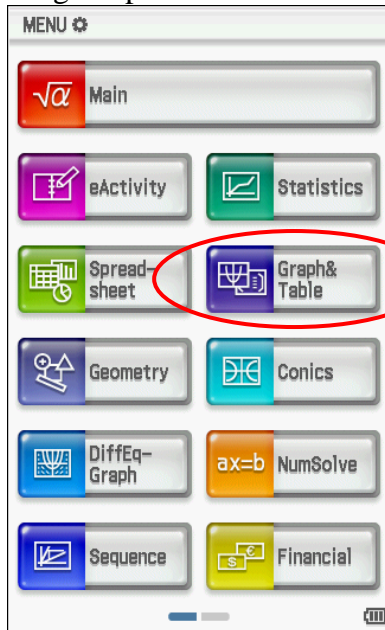 MENU
√α Main
eActivity
Statistics
Spread-
sheet
Graph&
Table
Geometry
Conics
DiffEq-
Graph
ax=b NumSolve
Sequence
$ €
Financial